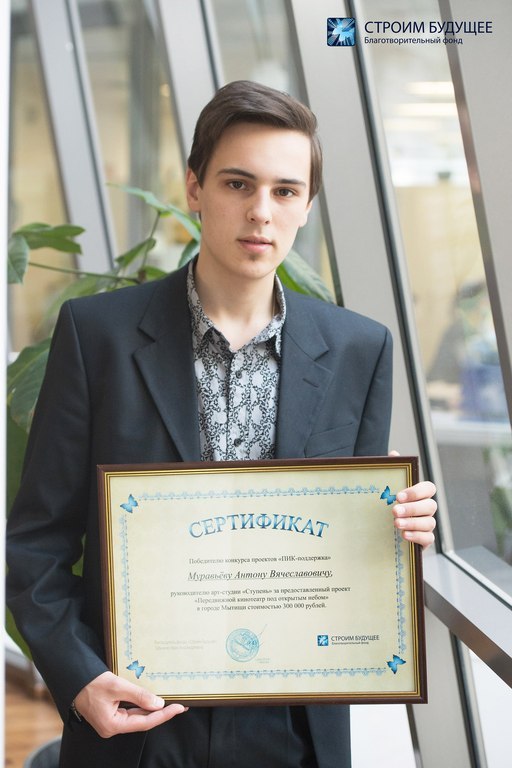 СТРОИМ БУДУЩЕЕ
Благотворительный фонд
СЕРТИФИКАТ
Победителю конкурса проектов «ПИК-поддержка»
Муравьеву Антону Вячеславовичу,
руководителю арт-студии «Ступень» за предоставленный проект
«Передвижной кинотеатр под открытым небом»
в городе Мытищи стоимостью 300 000 рублей.
СТРОИМ БУДУЩЕЕ
Благотворительный фонд